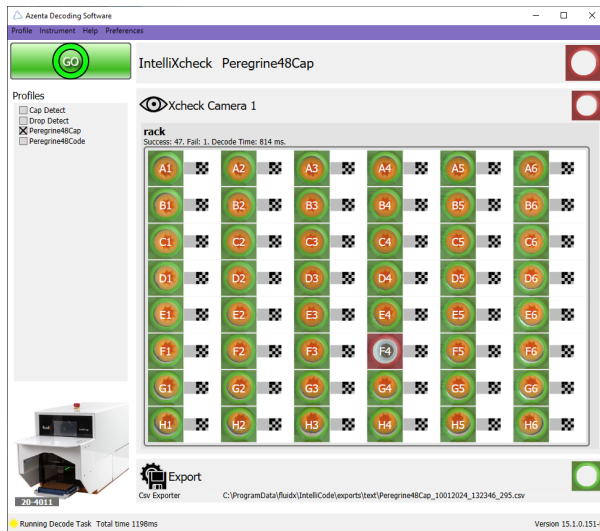 Azenta Decoding Software
Profile Instrument Help Preferences
GO
IntelliXcheck Peregrine48Cap
Profiles
Cap Detect
Drop Detect
Peregrine48Cap
Peregrine48Code
Xcheck Camera 1
rack
Success: 47. Fail: 1. Decode Time: 814 ms.
A1 A2 A3 A4 A5 A6
B1 B2 B3 B4 B5 B6
C1 C2 C3 C4 C5 C6
D1 D2 D3 D4 D5 D6
E1 E2 E3 E4 E5 E6
F1 F2 F3 F4 F5 F6
G1 G2 G3 G4 G5 G6
H1 H2 H3 H4 H5 H6
20-4011
Export
Csv Exporter C:\ProgramData\fluidx\IntelliCode\exports\text\Peregrine48Cap_10012024_132346_295.csv
Running Decode Task Total time 1198ms
Version 15.1.0.151-